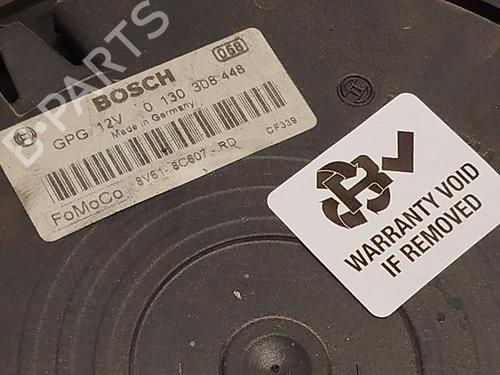 B-PARTS
BOSCH
068
GPG 12V 0 130 308 448
Made in Germany
CF339
8V51-8C607-RD
FoMoCo
WARRANTY VOID
IF REMOVED